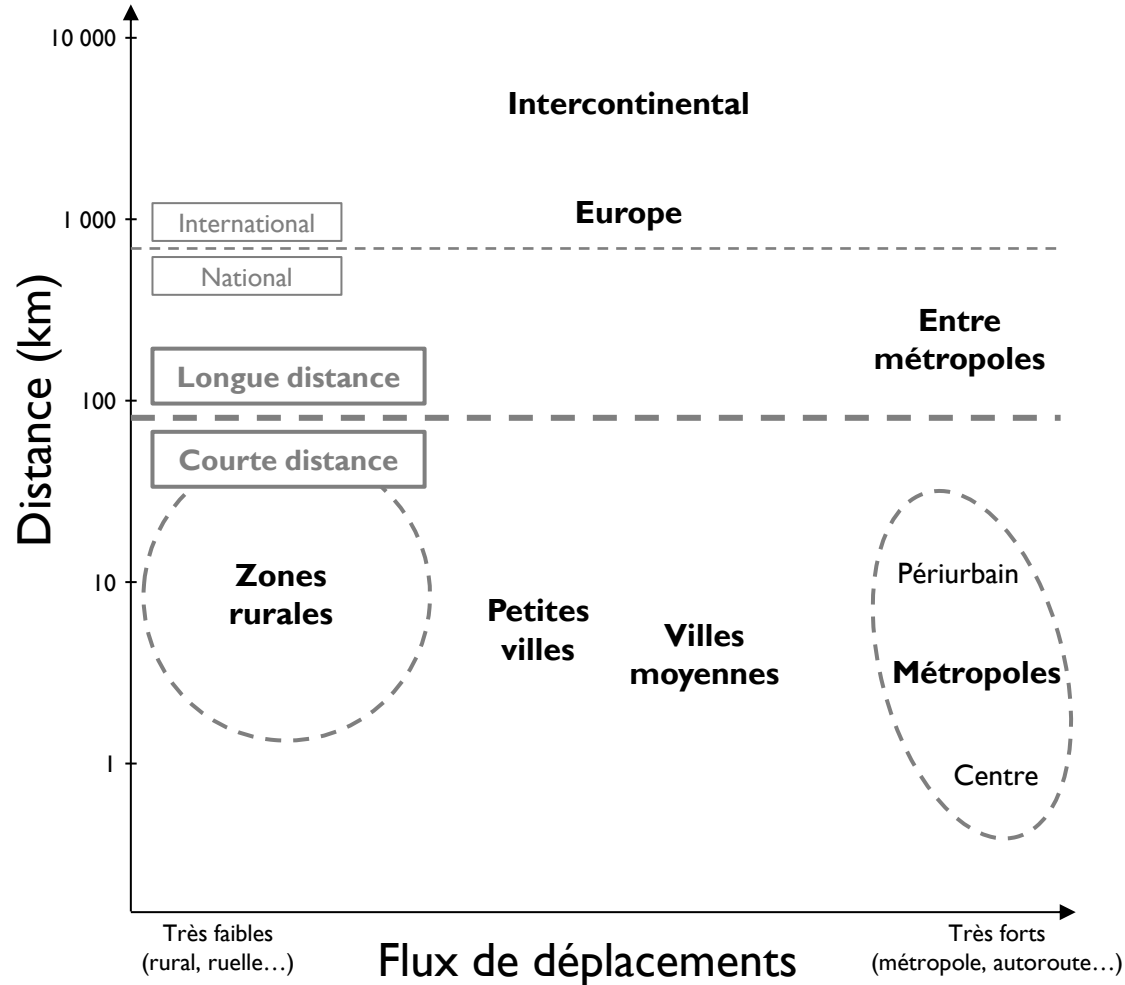 10 000
Intercontinental
1 000
International
Europe
National
Distance (km)
Entre
métropoles
Longue distance
100
Courte distance
Zones
rurales
10
Périurbain
Petites
villes
Villes
moyennes
Métropoles
1
Centre
Très faibles
(rural, ruelle…)
Flux de déplacements
Très forts
(métropole, autoroute…)